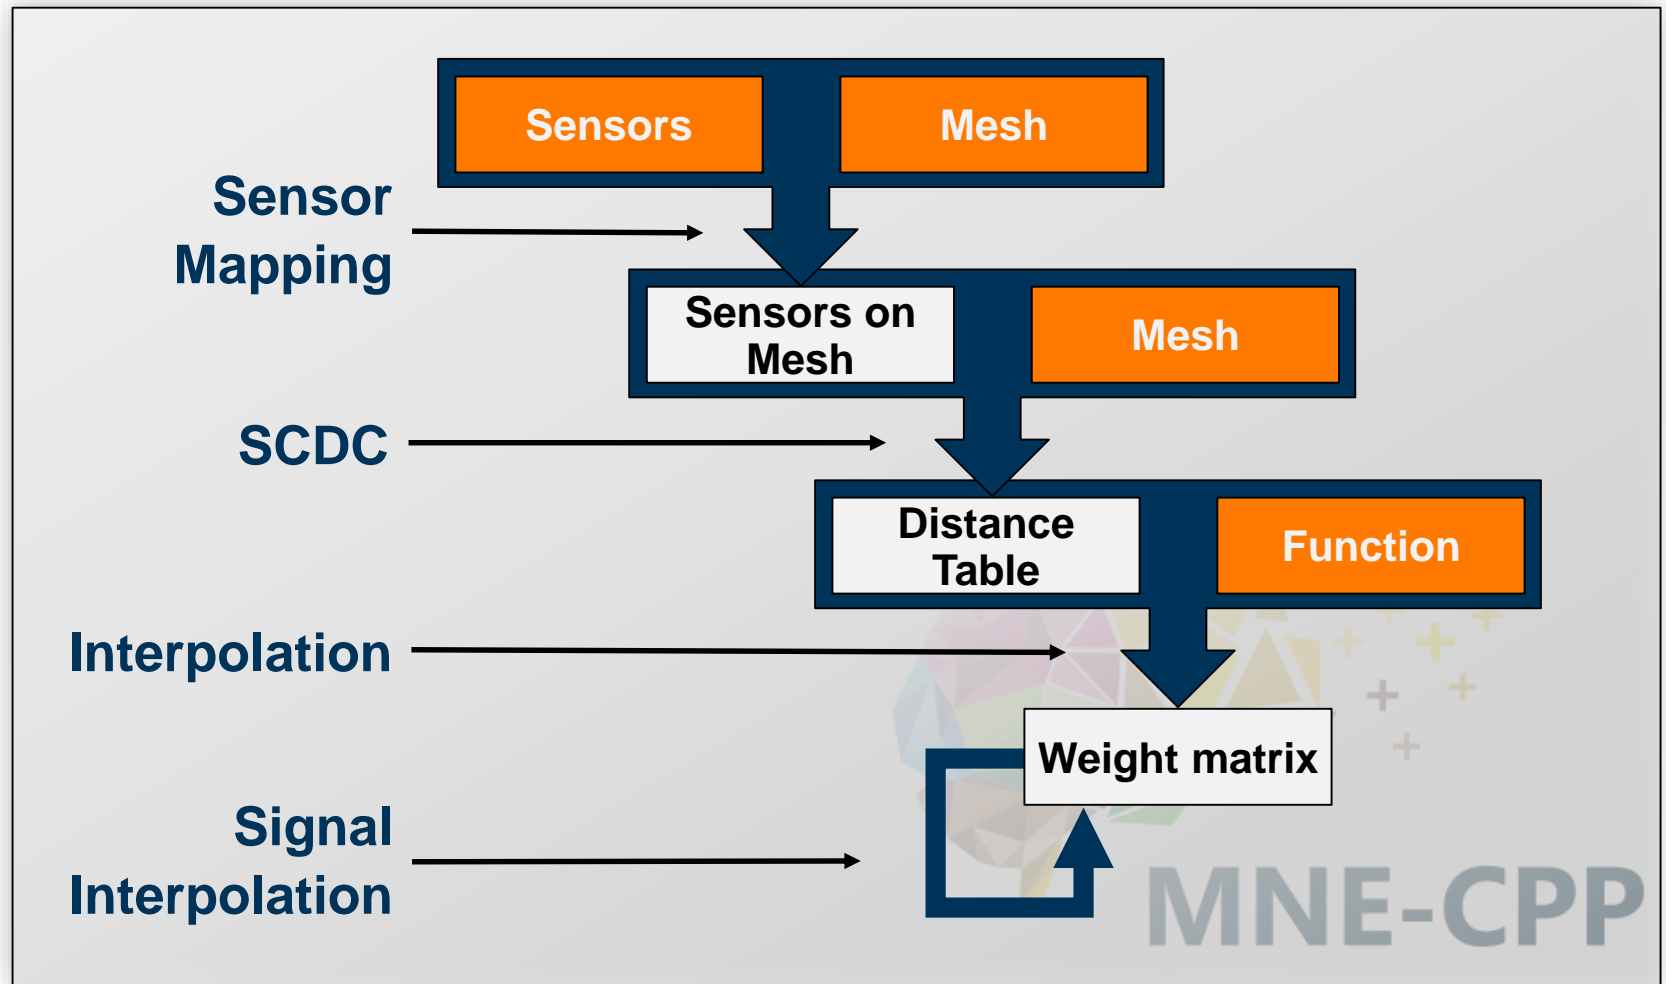 Sensors
Mesh
Sensor
Mapping
Sensors on
Mesh
Mesh
SCDC
Distance
Table
Function
Interpolation
Weight matrix
Signal
Interpolation
MNE-CPP